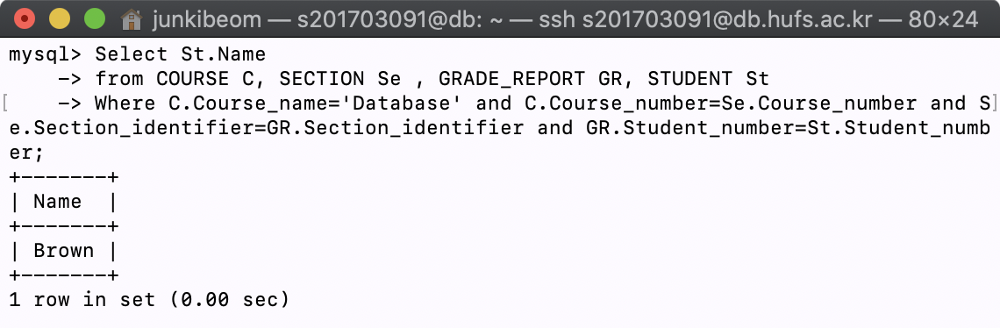 junkibeom — s201703091@db: ~ — ssh s201703091@db.hufs.ac.kr — 80×24
mysql> Select St.Name
    -> from COURSE C, SECTION Se , GRADE_REPORT GR, STUDENT St
[    -> Where C.Course_name='Database' and C.Course_number=Se.Course_number and S]
e.Section_identifier=GR.Section_identifier and GR.Student_number=St.Student_numb
er;
+-------+
| Name  |
+-------+
| Brown |
+-------+
1 row in set (0.00 sec)